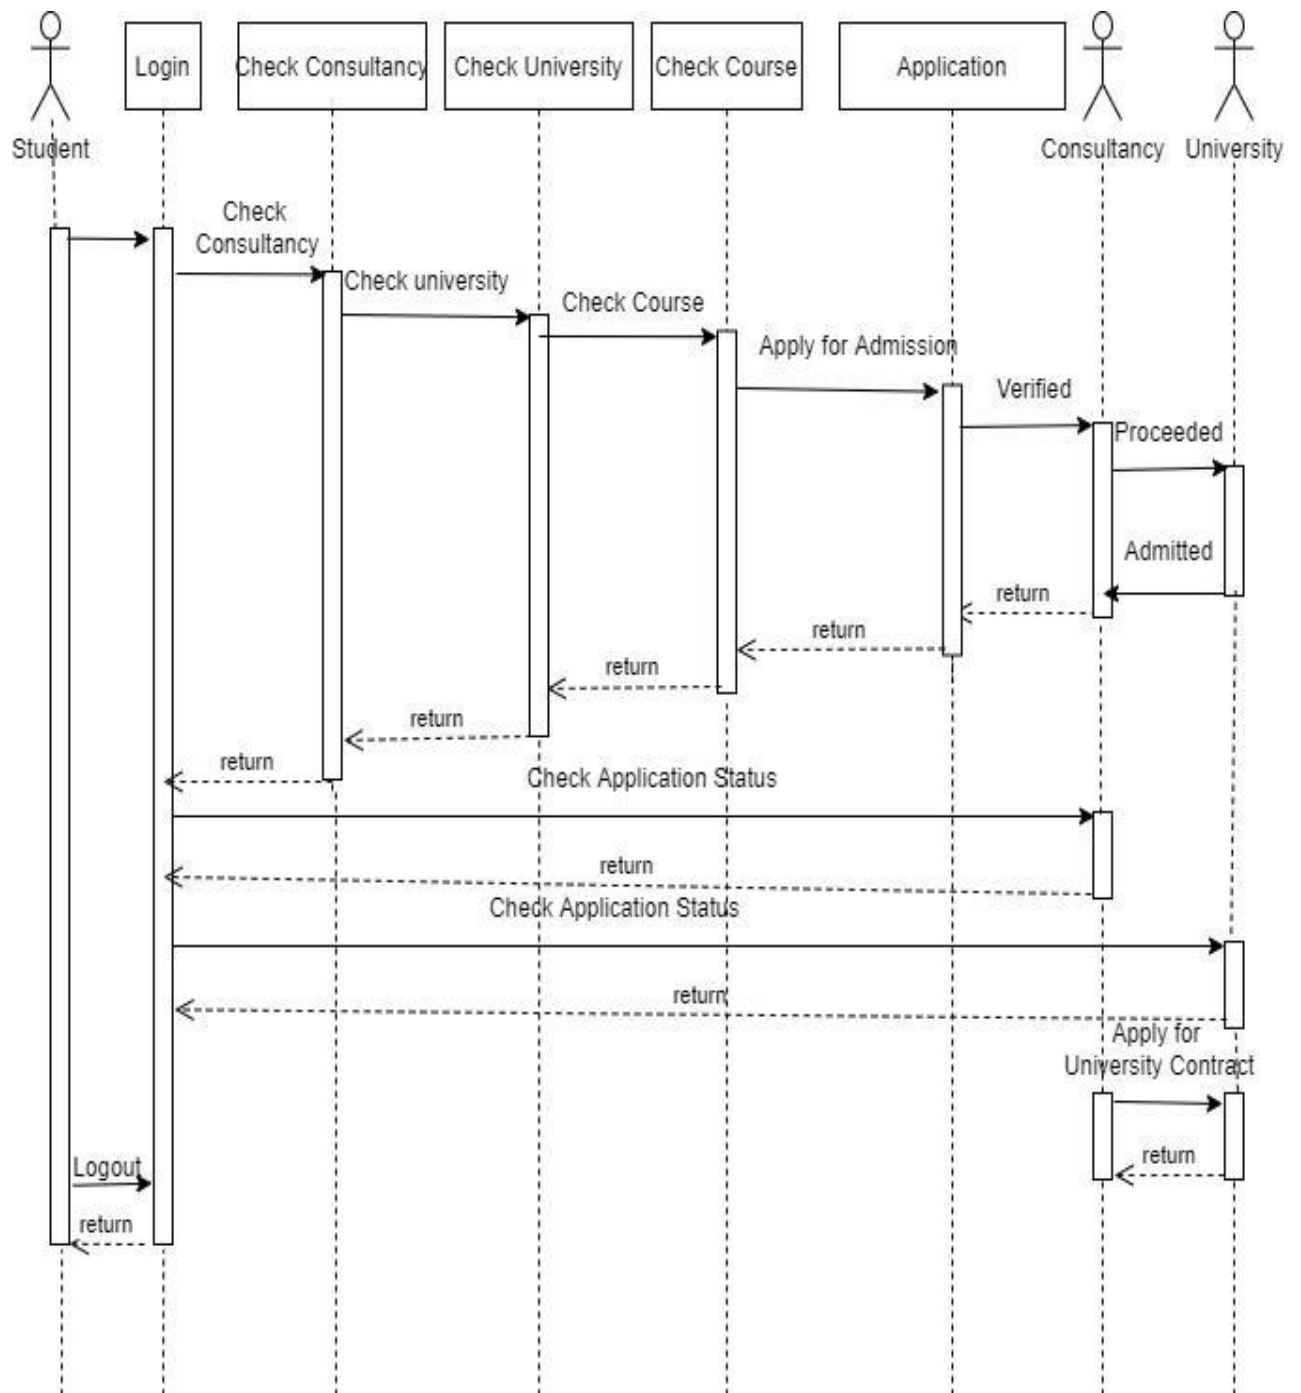 Login
Check Consultancy
Check University
Check Course
Application
Student
Consultancy
University
Check
Consultancy
Check university
Check Course
Apply for Admission
Verified
Proceeded
Admitted
return
return
return
return
return
Check Application Status
return
Check Application Status
return
Apply for
University Contract
return
Logout
return